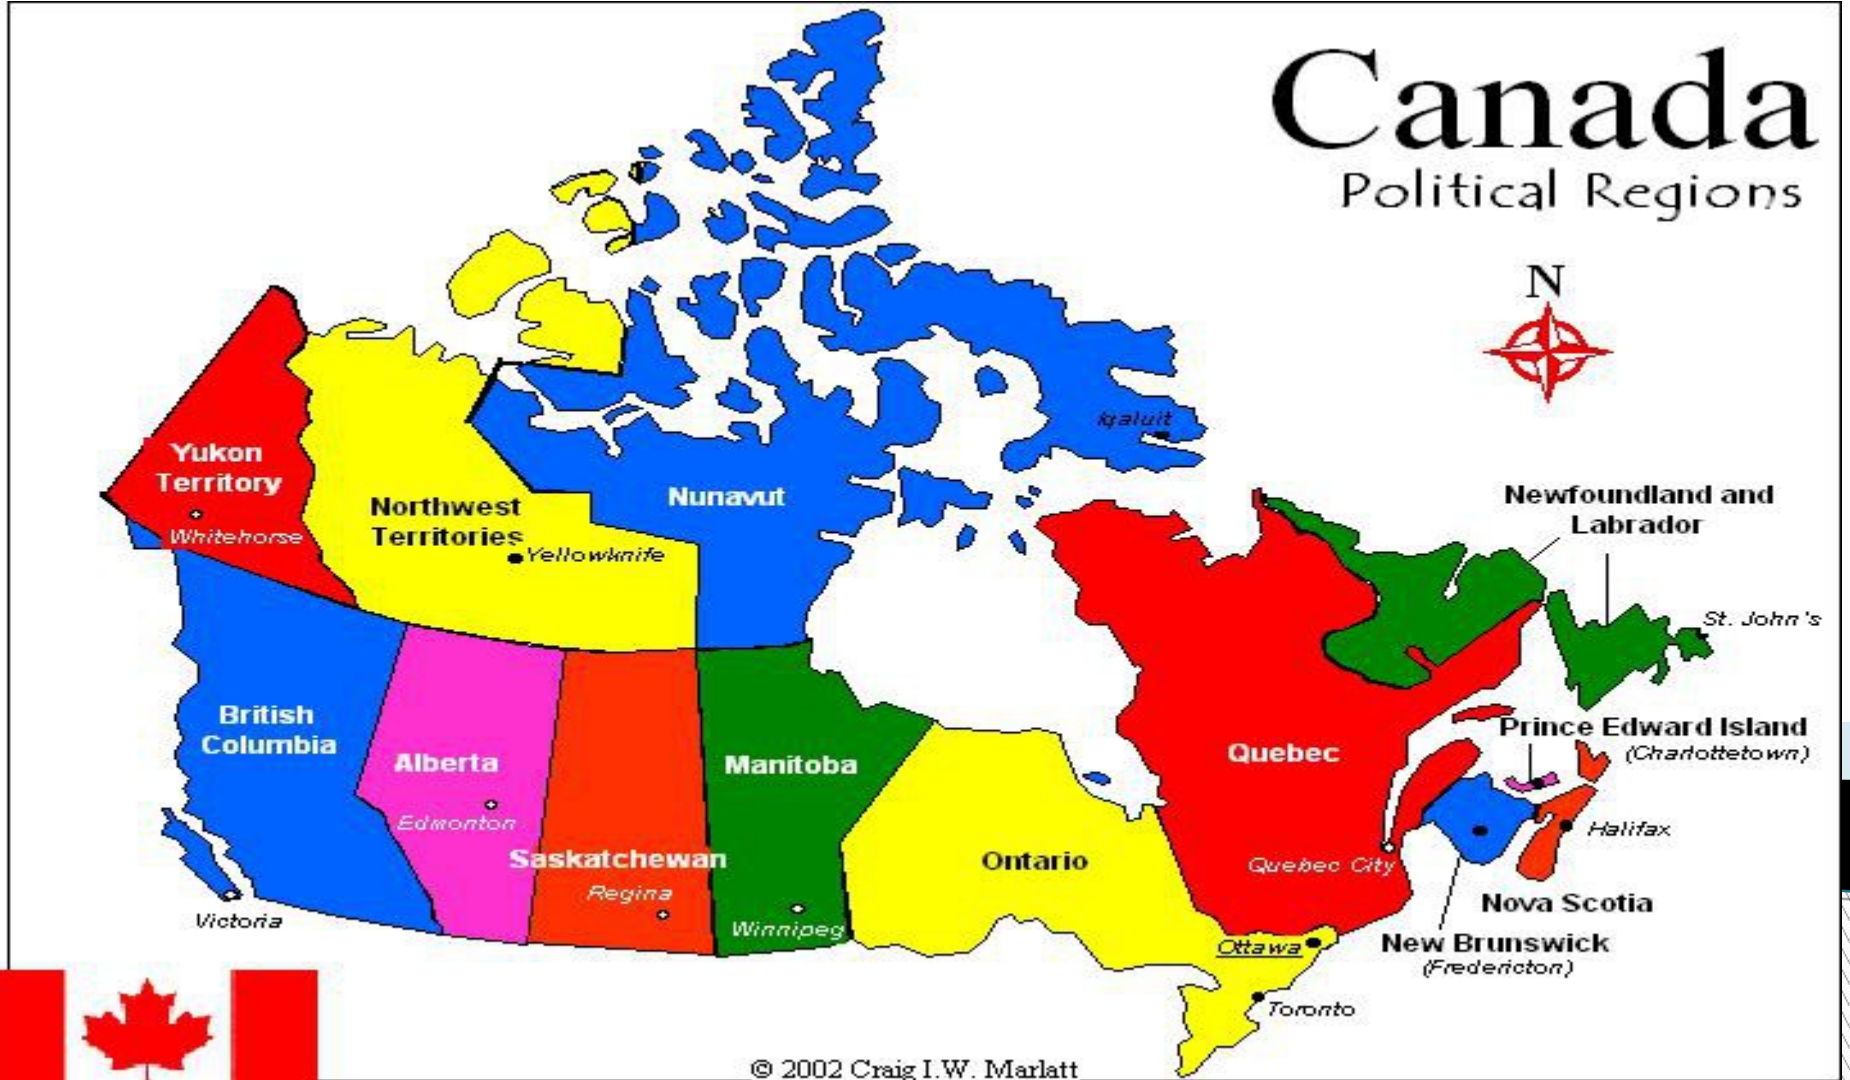 Canada
Political Regions
N
Iqaluit
Yukon
Territory
Whitehorse
Northwest
Territories
Yellowknife
Nunavut
Newfoundland and
Labrador
St. John's
British
Columbia
Victoria
Alberta
Edmonton
Saskatchewan
Regina
Manitoba
Winnipeg
Ontario
Ottawa
Toronto
Quebec
Quebec City
Prince Edward Island
(Charlottetown)
Halifax
Nova Scotia
New Brunswick
(Fredericton)
© 2002 Craig I.W. Marlatt